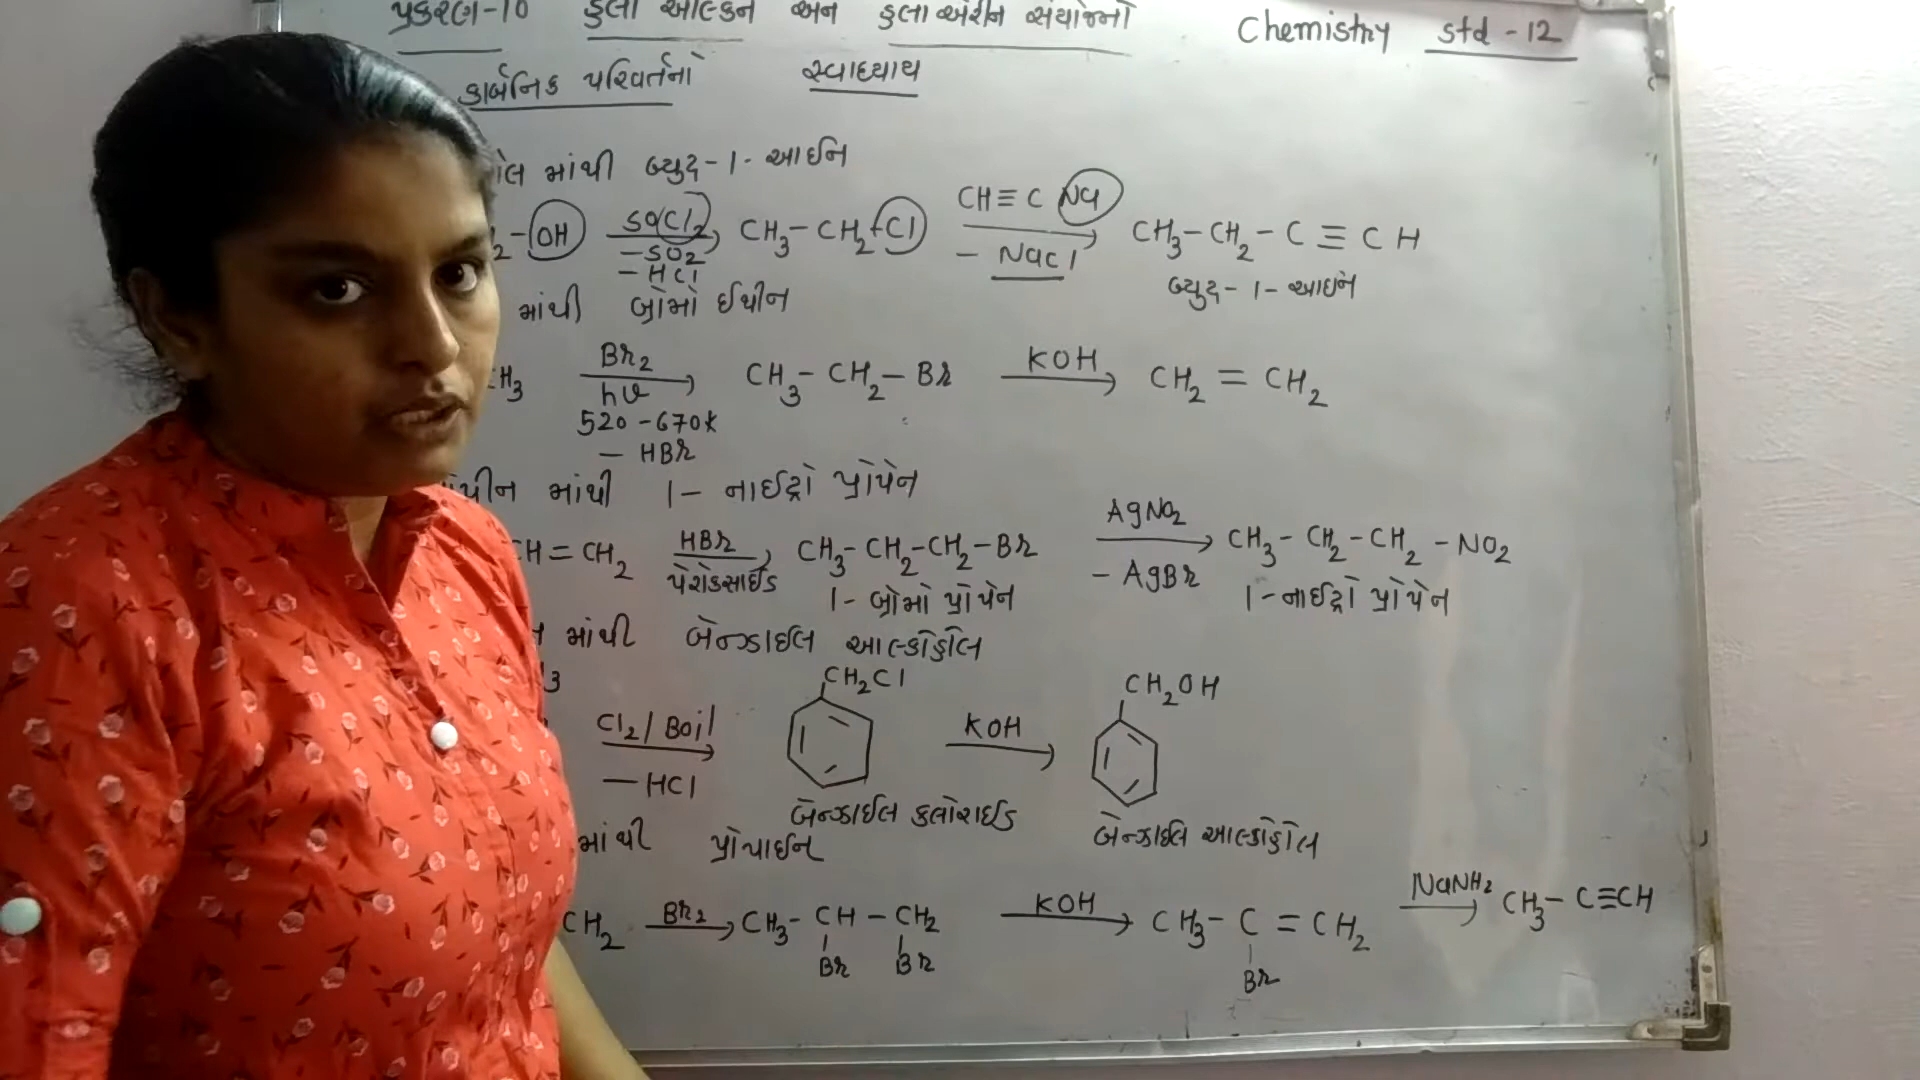 પ્રકરણ-10 હેલો આલ્કેન અને હેલો એરીન સંયોજનો Chemistry std-12
કાર્બનિક પરિવર્તનો સ્વાધ્યાય
માંથી બ્યુટ-1-આઈન
2-OH SOCl2 -SO2 -HCl CH3-CH2-Cl CH≡C Na -NaCl CH3-CH2-C≡CH
બ્યુટ-1-આઇન
માંથી બ્રોમો ઈથીન
CH3 Br2 hυ 520-670K -HBr CH3-CH2-Br KOH CH2=CH2
માંથી 1-નાઈટ્રો પ્રોપેન
CH=CH2 HBr પેરોક્સાઈડ CH3-CH2-CH2-Br AgNO2 -AgBr CH3-CH2-CH2-NO2
1-બ્રોમો પ્રોપેન 1-નાઈટ્રો પ્રોપેન
માંથી બેન્ઝાઈલ આલ્કોહોલ
3 CH2Cl CH2OH
Cl2/Boil -HCl KOH
બેન્ઝાઈલ ક્લોરાઈડ બેન્ઝાઈલ આલ્કોહોલ
માંથી પ્રોપાઈન
CH2 Br2 CH3-CH-CH2 KOH CH3-C=CH2 NaNH2 CH3-C≡CH
Br Br Br